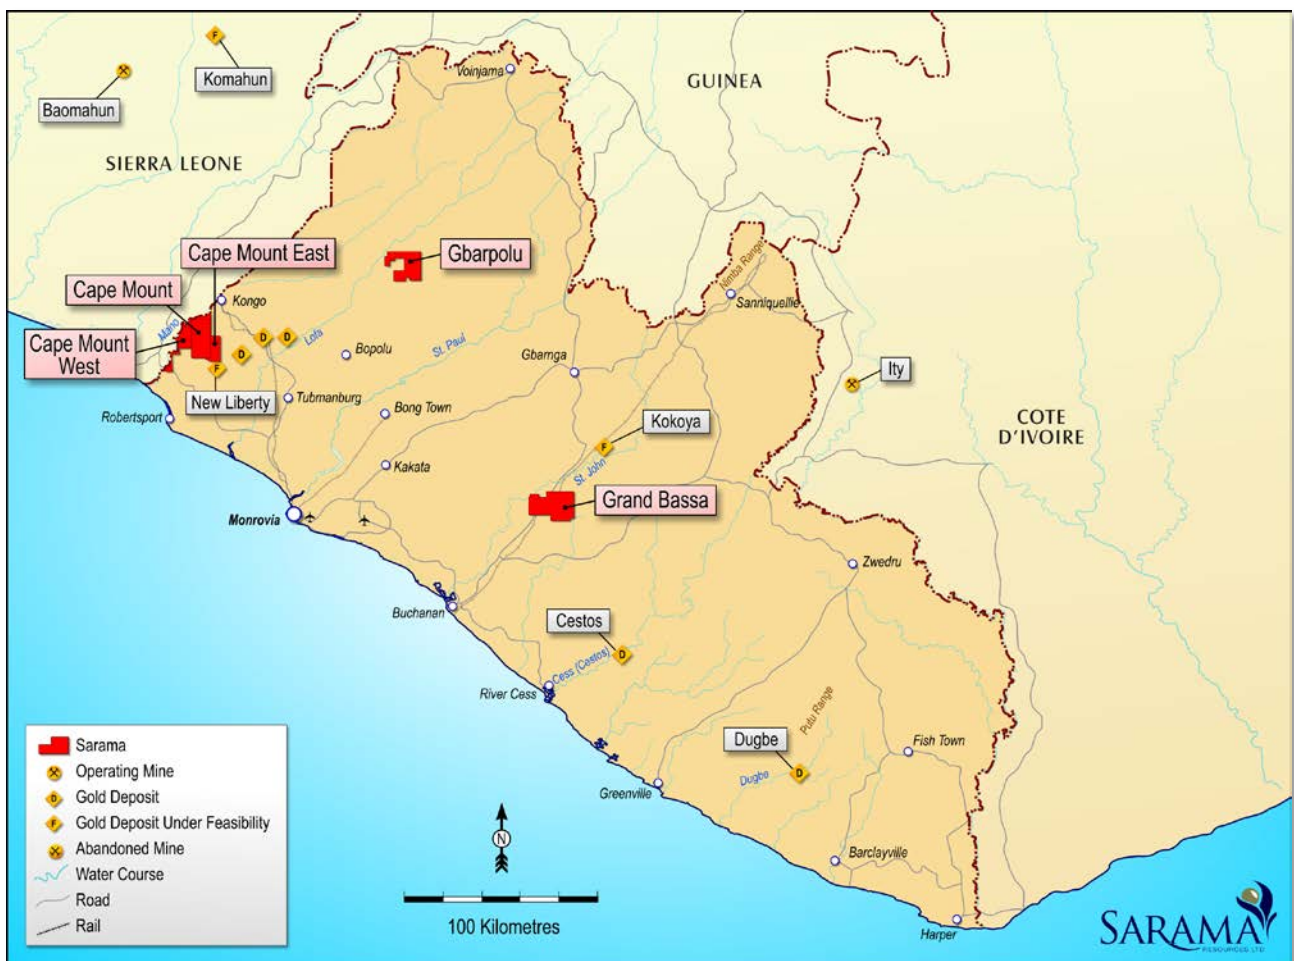 F
Komahun
Baomahun
SIERRA LEONE
GUINEA
Voinjama
Cape Mount East
Gbarpolu
Cape Mount
Kongo
Mano
Cape Mount
West
D
D
D
F
Lofa
Bopolu
St. Paul
Nimba Range
Sanniquellie
New Liberty
Tubmanburg
Robertsport
Bong Town
Gbarnga
Ity
COTE
D'IVOIRE
Kokoya
F
Kakata
St. John
Grand Bassa
Monrovia
Zwedru
Buchanan
Cestos
D
Cess (Cestos)
River Cess
Putu Range
Dugbe
D
Dugbe
Fish Town
Greenville
Barclayville
Harper
Sarama
Operating Mine
D
Gold Deposit
F
Gold Deposit Under Feasibility
Abandoned Mine
Water Course
Road
Rail
N
100 Kilometres
SARAMA
RESOURCES LTD